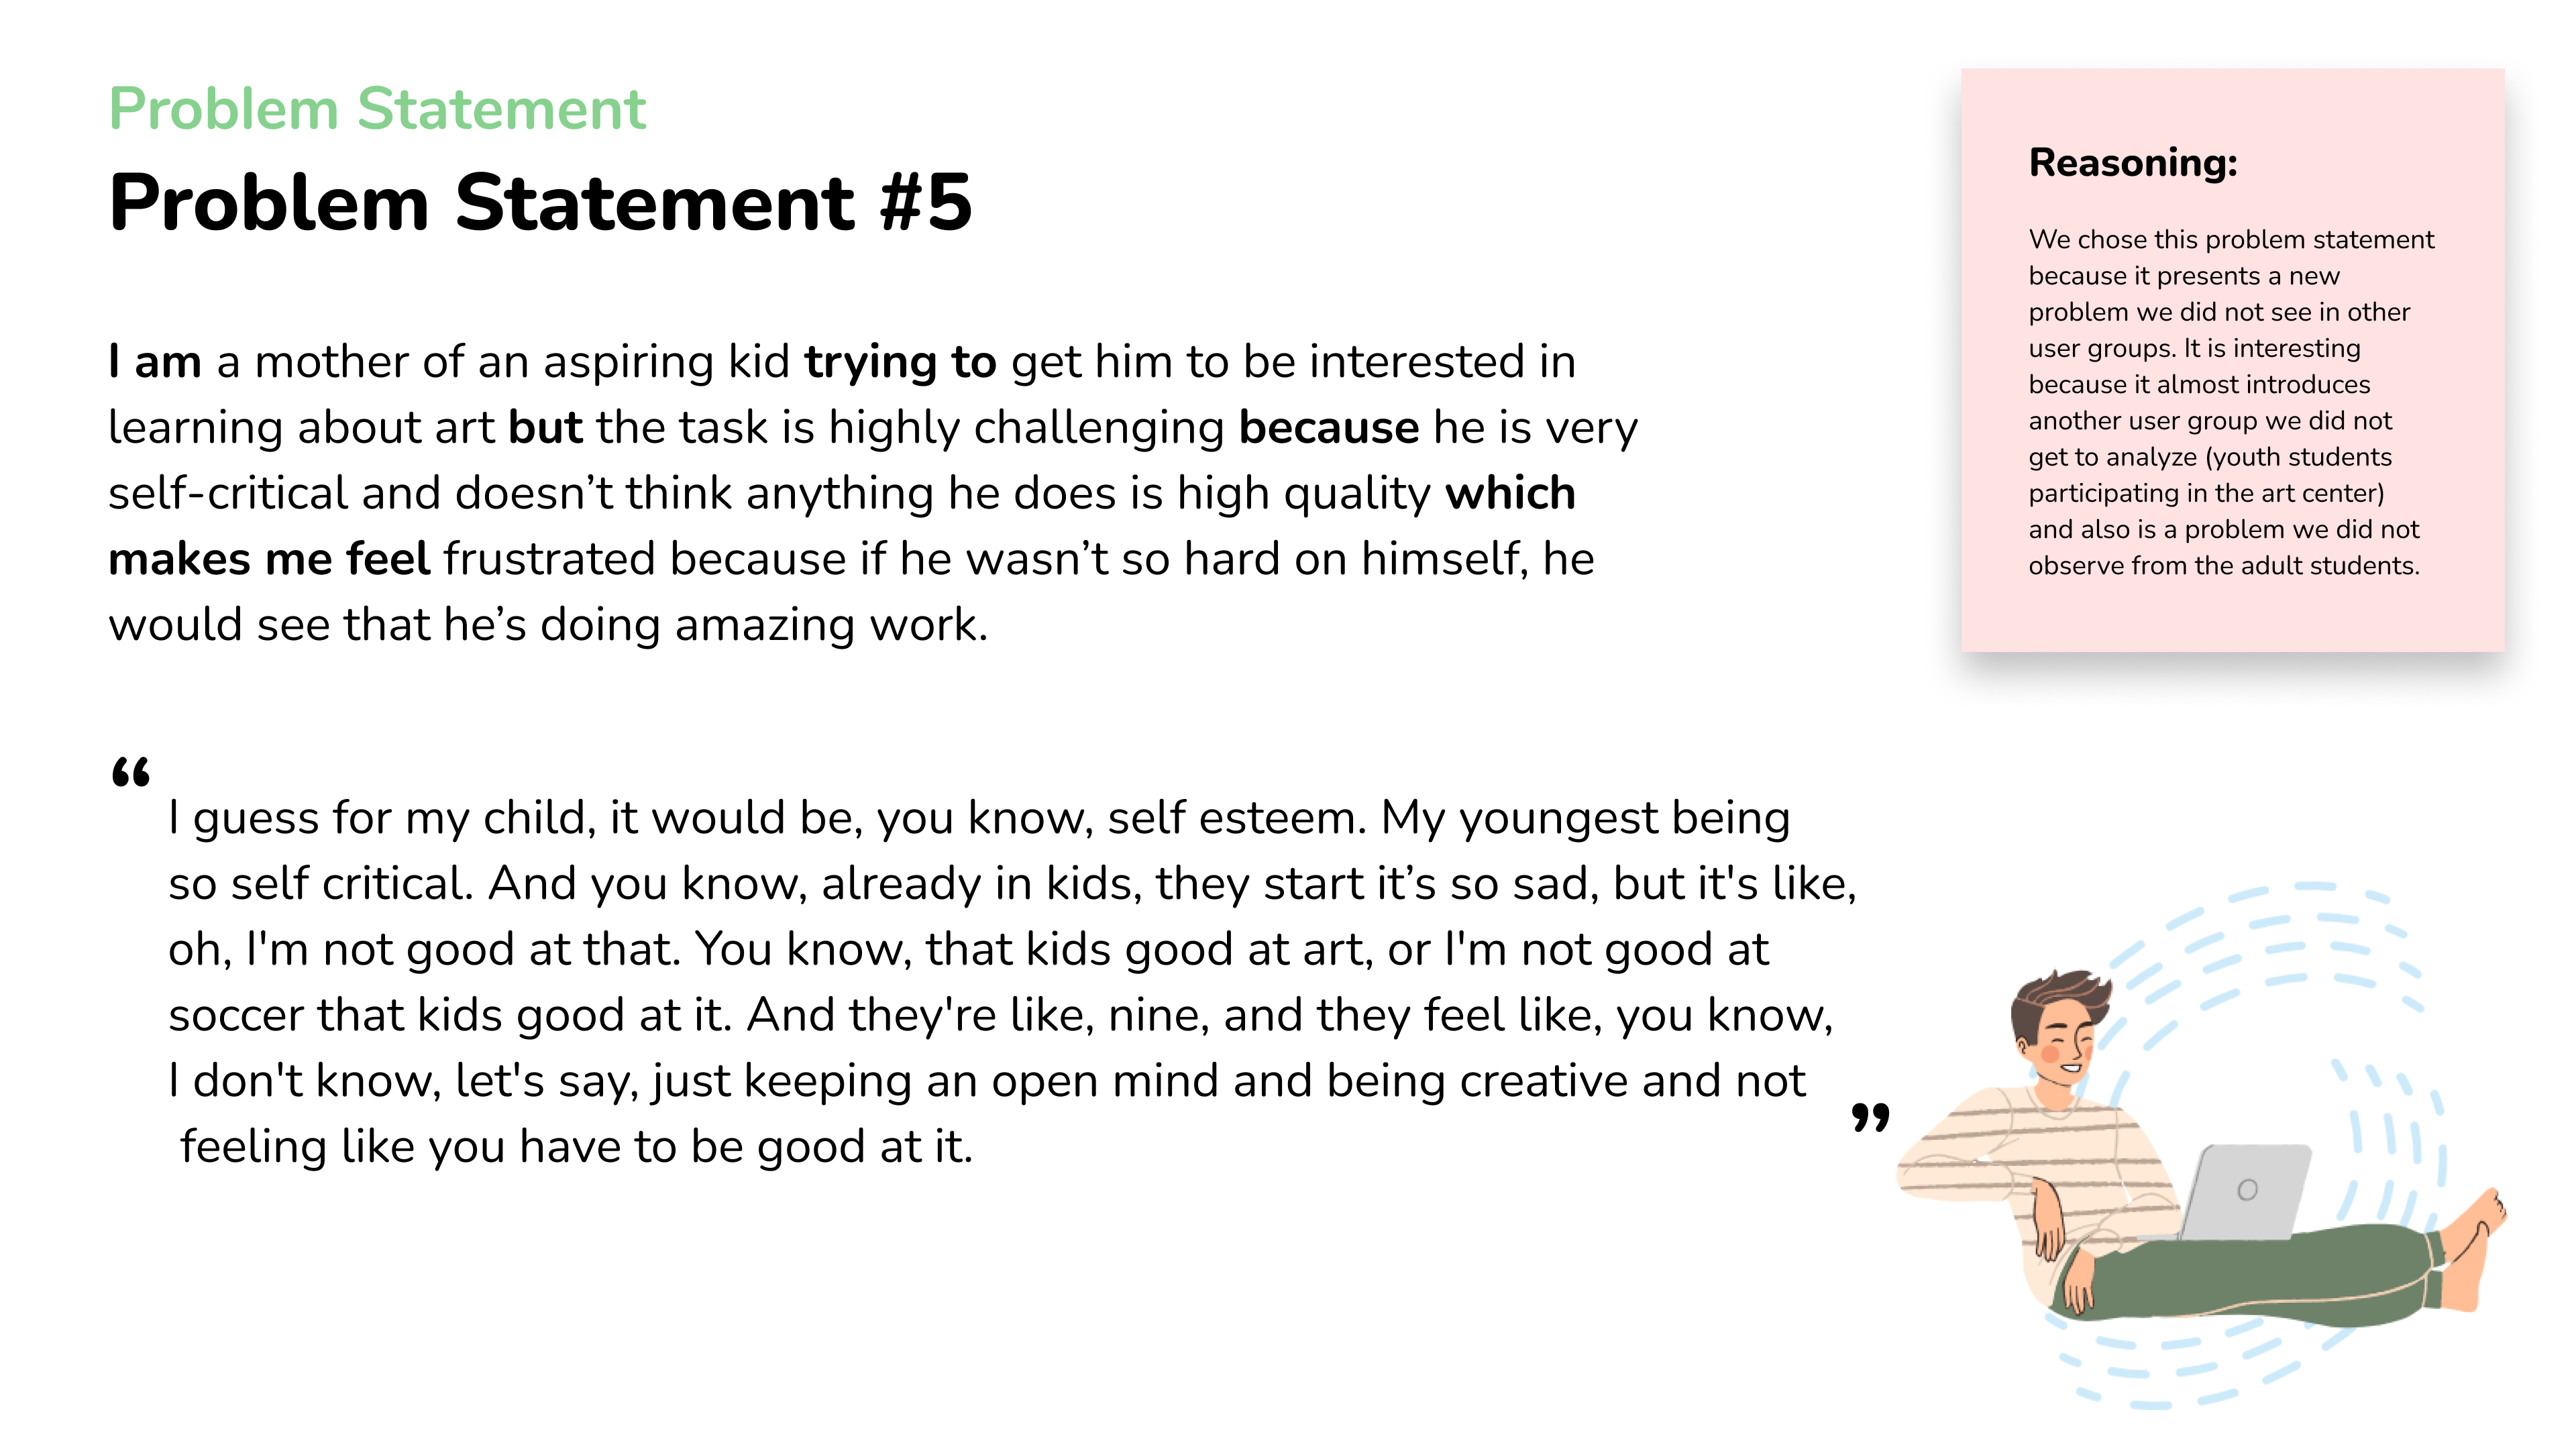 Problem Statement
Problem Statement #5
I am a mother of an aspiring kid trying to get him to be interested in
learning about art but the task is highly challenging because he is very
self-critical and doesn’t think anything he does is high quality which
makes me feel frustrated because if he wasn’t so hard on himself, he
would see that he’s doing amazing work.
“
I guess for my child, it would be, you know, self esteem. My youngest being
so self critical. And you know, already in kids, they start it’s so sad, but it's like,
oh, I'm not good at that. You know, that kids good at art, or I'm not good at
soccer that kids good at it. And they're like, nine, and they feel like, you know,
I don't know, let's say, just keeping an open mind and being creative and not
feeling like you have to be good at it.
”
Reasoning:
We chose this problem statement
because it presents a new
problem we did not see in other
user groups. It is interesting
because it almost introduces
another user group we did not
get to analyze (youth students
participating in the art center)
and also is a problem we did not
observe from the adult students.